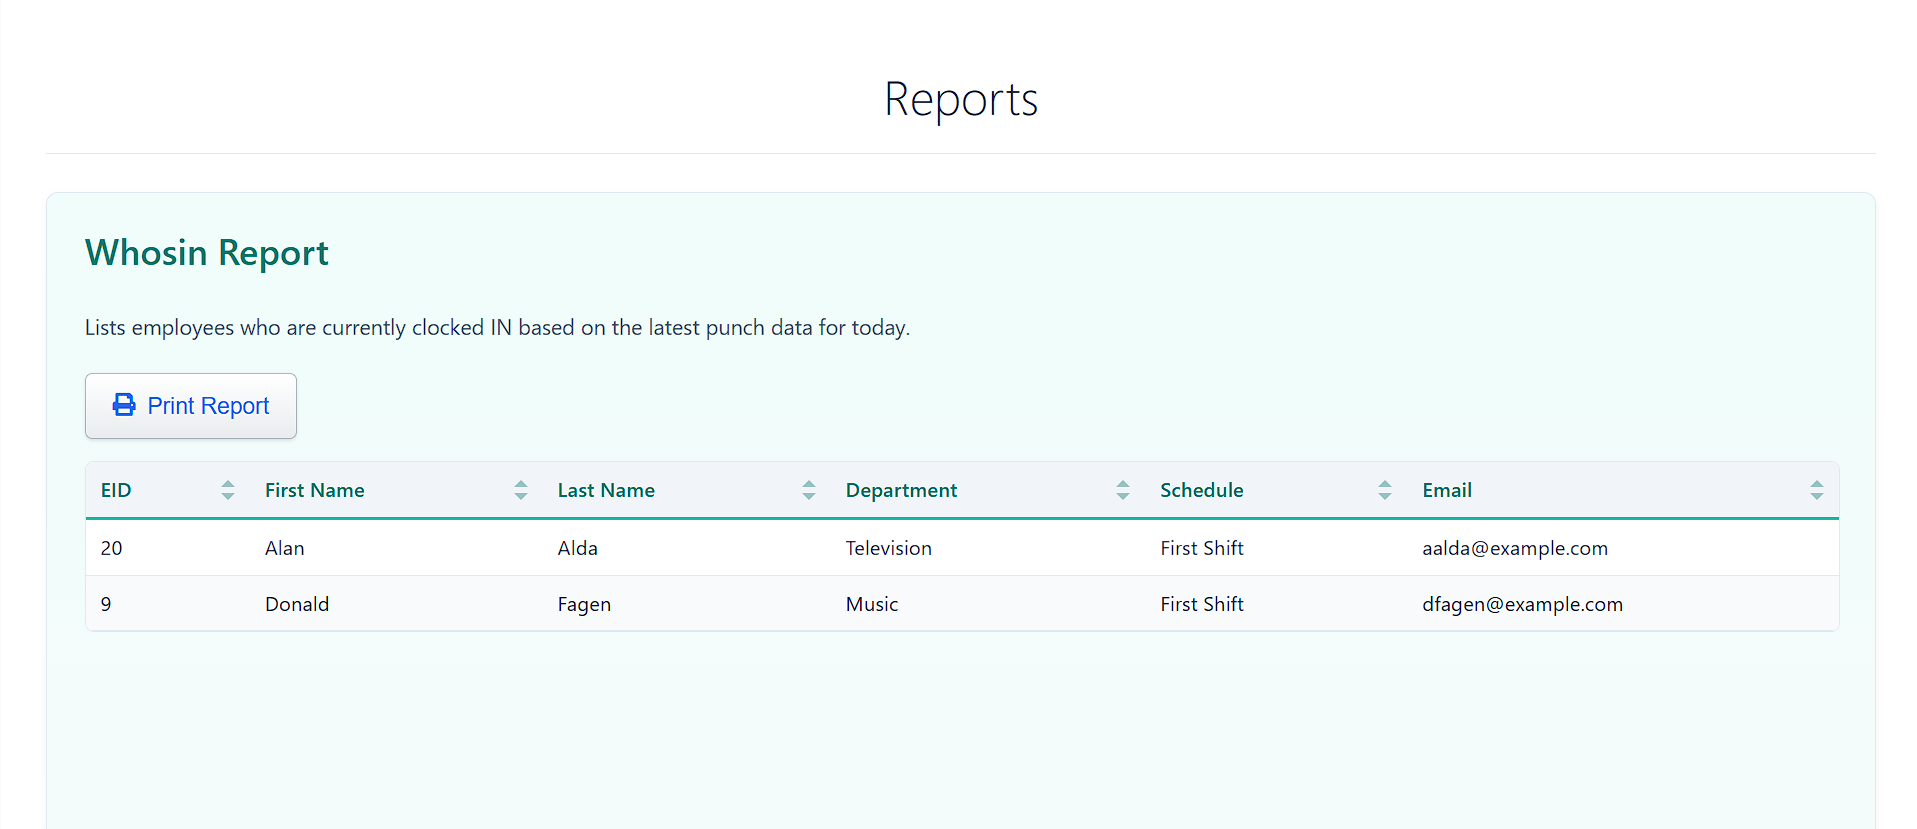 Reports
Whosin Report
Lists employees who are currently clocked IN based on the latest punch data for today.
Print Report
EID First Name Last Name Department Schedule Email
20 Alan Alda Television First Shift aalda@example.com
9 Donald Fagen Music First Shift dfagen@example.com